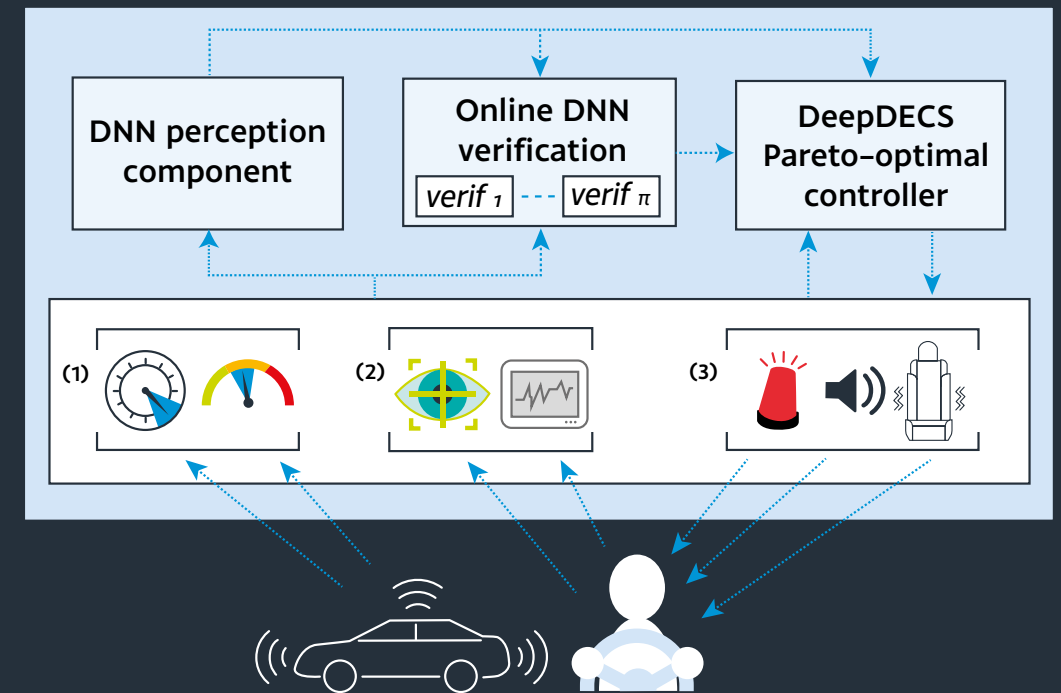 DNN perception
component
Online DNN
verification
verif 1
verif π
DeepDECS
Pareto-optimal
controller
(1)
(2)
(3)